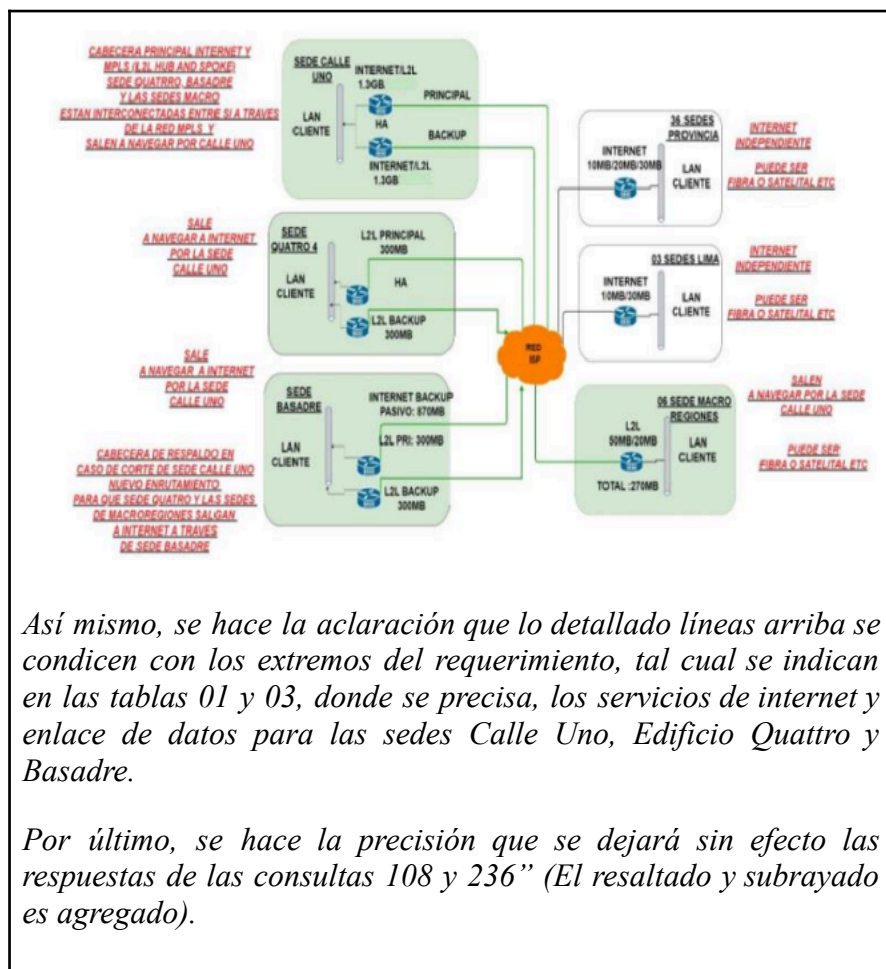 CABECERA PRINCIPAL INTERNET Y
MPLS (L2L HUB AND SPOKE)
SEDE QUATRRO, BASADRE
Y LAS SEDES MACRO
ESTAN INTERCONECTADAS ENTRE SI A TRAVES
DE LA RED MPLS Y
SALEN A NAVEGAR POR CALLE UNO
SEDE CALLE
UNO
INTERNET/L2L
1.3GB
PRINCIPAL
LAN
CLIENTE
HA
BACKUP
INTERNET/L2L
1.3GB
36 SEDES
PROVINCIA
INTERNET
10MB/20MB/30MB
LAN
CLIENTE
INTERNET
INDEPENDIENTE
PUEDE SER
FIBRA O SATELITAL ETC
SALE
A NAVEGAR A INTERNET
POR LA SEDE
CALLE UNO
SEDE
QUATRO 4
L2L PRINCIPAL
300MB
LAN
CLIENTE
HA
L2L BACKUP
300MB
03 SEDES LIMA
INTERNET
10MB/30MB
LAN
CLIENTE
INTERNET
INDEPENDIENTE
PUEDE SER
FIBRA O SATELITAL ETC
RED
ISP
SALE
A NAVEGAR A INTERNET
POR LA SEDE
CALLE UNO
SEDE
BASADRE
INTERNET BACKUP
PASIVO: 870MB
L2L PRI: 300MB
LAN
CLIENTE
L2L BACKUP
300MB
CABECERA DE RESPALDO EN
CASO DE CORTE DE SEDE CALLE UNO
NUEVO ENRUTAMIENTO
PARA QUE SEDE QUATRO Y LAS SEDES
DE MACROREGIONES SALGAN
A INTERNET A TRAVES
DE SEDE BASADRE
06 SEDE MACRO
REGIONES
L2L
50MB/20MB
LAN
CLIENTE
TOTAL :270MB
SALEN
A NAVEGAR POR LA SEDE
CALLE UNO
PUEDE SER
FIBRA O SATELITAL ETC
Así mismo, se hace la aclaración que lo detallado líneas arriba se
condicen con los extremos del requerimiento, tal cual se indican
en las tablas 01 y 03, donde se precisa, los servicios de internet y
enlace de datos para las sedes Calle Uno, Edificio Quattro y
Basadre.
Por último, se hace la precisión que se dejará sin efecto las
respuestas de las consultas 108 y 236” (El resaltado y subrayado
es agregado).